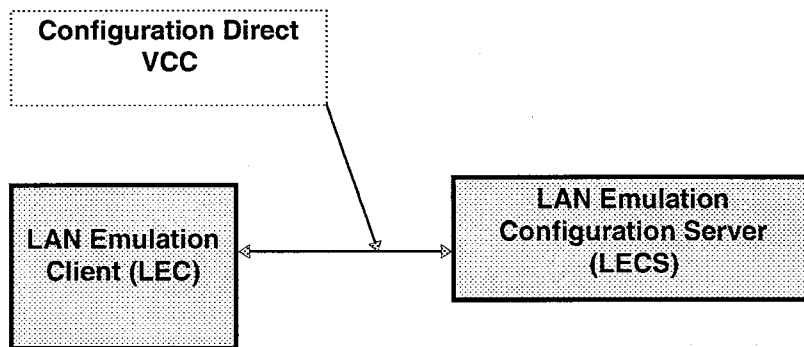 Configuration Direct
VCC
LAN Emulation
Client (LEC)
LAN Emulation
Configuration Server
(LECS)